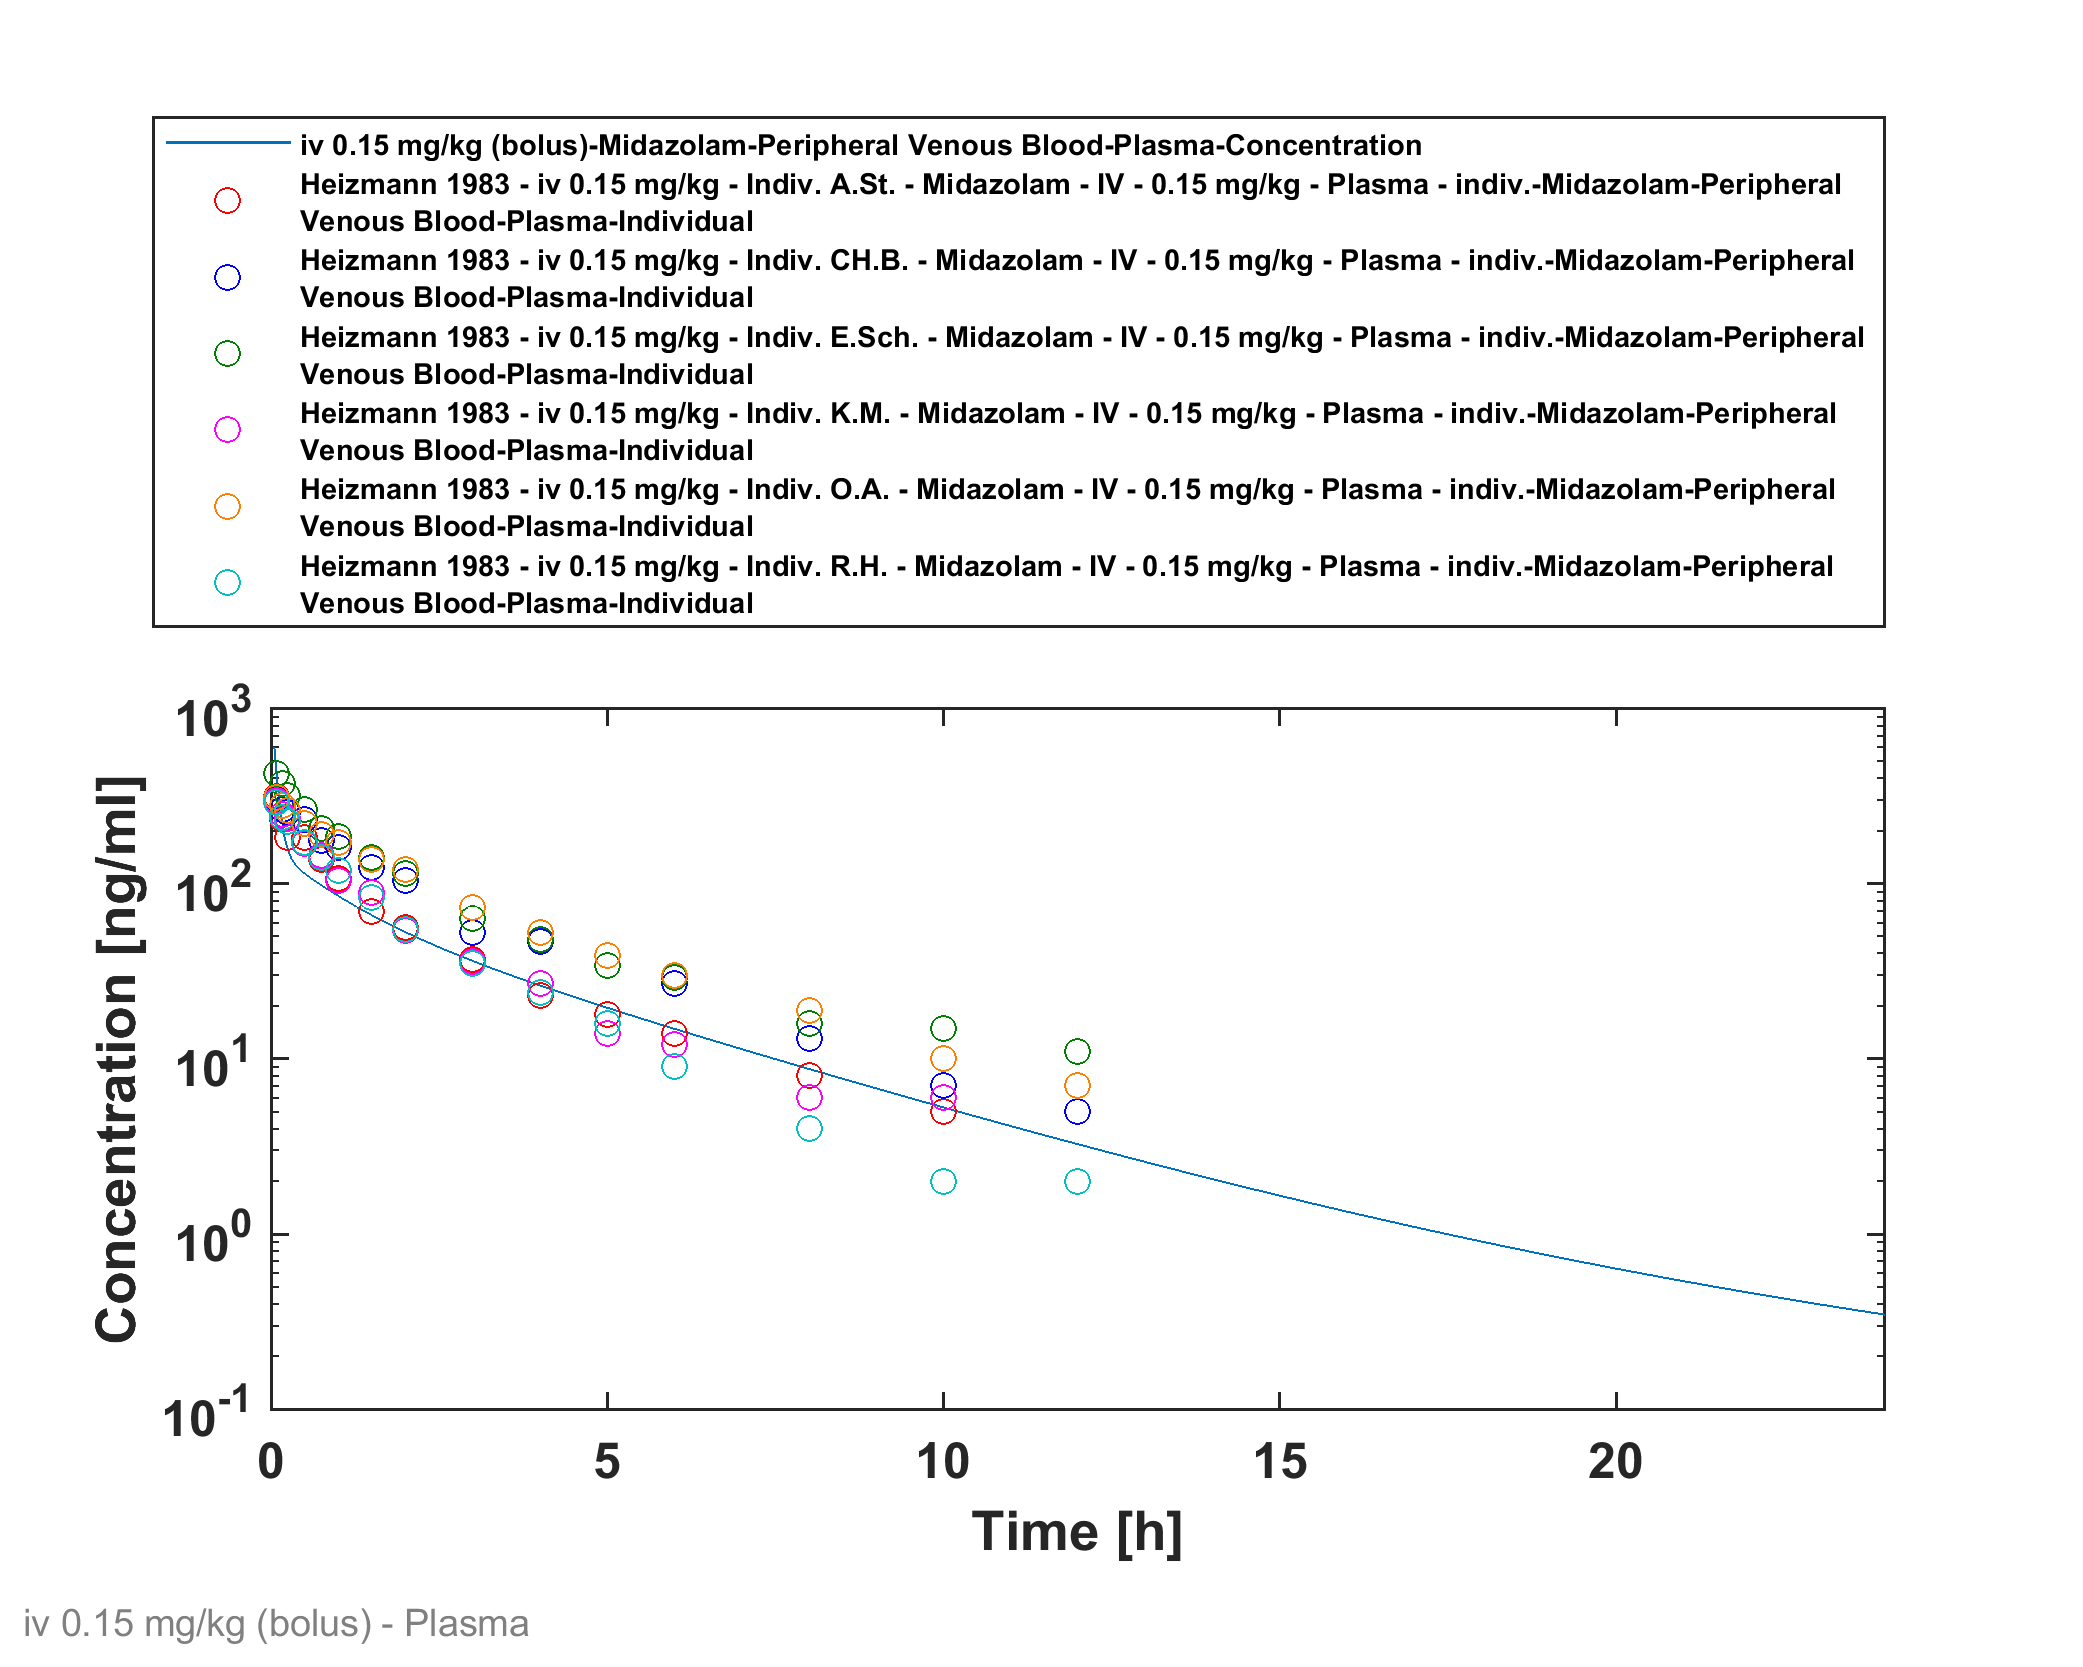 iv 0.15 mg/kg (bolus)-Midazolam-Peripheral Venous Blood-Plasma-Concentration
Heizmann 1983 - iv 0.15 mg/kg - Indiv. A.St. - Midazolam - IV - 0.15 mg/kg - Plasma - indiv.-Midazolam-Peripheral
Venous Blood-Plasma-Individual
Heizmann 1983 - iv 0.15 mg/kg - Indiv. CH.B. - Midazolam - IV - 0.15 mg/kg - Plasma - indiv.-Midazolam-Peripheral
Venous Blood-Plasma-Individual
Heizmann 1983 - iv 0.15 mg/kg - Indiv. E.Sch. - Midazolam - IV - 0.15 mg/kg - Plasma - indiv.-Midazolam-Peripheral
Venous Blood-Plasma-Individual
Heizmann 1983 - iv 0.15 mg/kg - Indiv. K.M. - Midazolam - IV - 0.15 mg/kg - Plasma - indiv.-Midazolam-Peripheral
Venous Blood-Plasma-Individual
Heizmann 1983 - iv 0.15 mg/kg - Indiv. O.A. - Midazolam - IV - 0.15 mg/kg - Plasma - indiv.-Midazolam-Peripheral
Venous Blood-Plasma-Individual
Heizmann 1983 - iv 0.15 mg/kg - Indiv. R.H. - Midazolam - IV - 0.15 mg/kg - Plasma - indiv.-Midazolam-Peripheral
Venous Blood-Plasma-Individual
Concentration [ng/ml]
10³
10²
10¹
10⁰
10⁻¹
0 5 10 15 20
Time [h]
iv 0.15 mg/kg (bolus) - Plasma